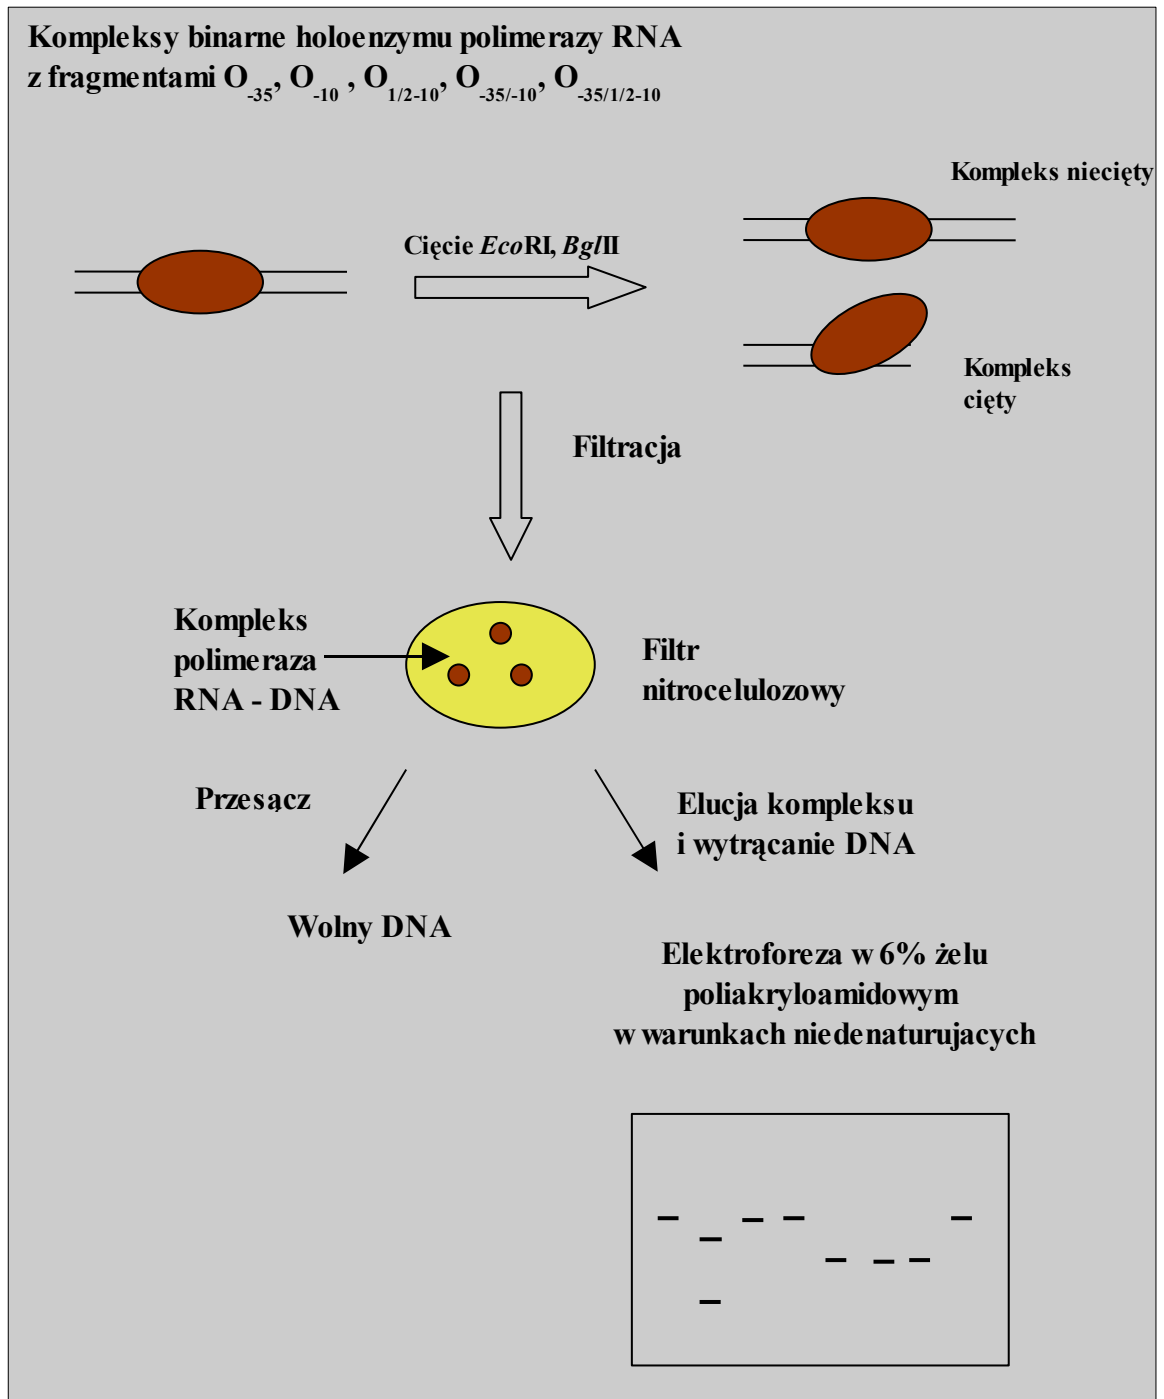 Kompleksy binarne holoenzymu polimerazy RNA
z fragmentami O-35, O-10 , O1/2-10, O-35/-10, O-35/1/2-10
Kompleks niecięty
Cięcie EcoRI, BglII
Kompleks
cięty
Filtracja
Kompleks
polimeraza
RNA - DNA
Filtr
nitrocelulozowy
Przesącz
Elucja kompleksu
i wytrącanie DNA
Wolny DNA
Elektroforeza w 6% żelu
poliakryloamidowym
w warunkach niedenaturujacych